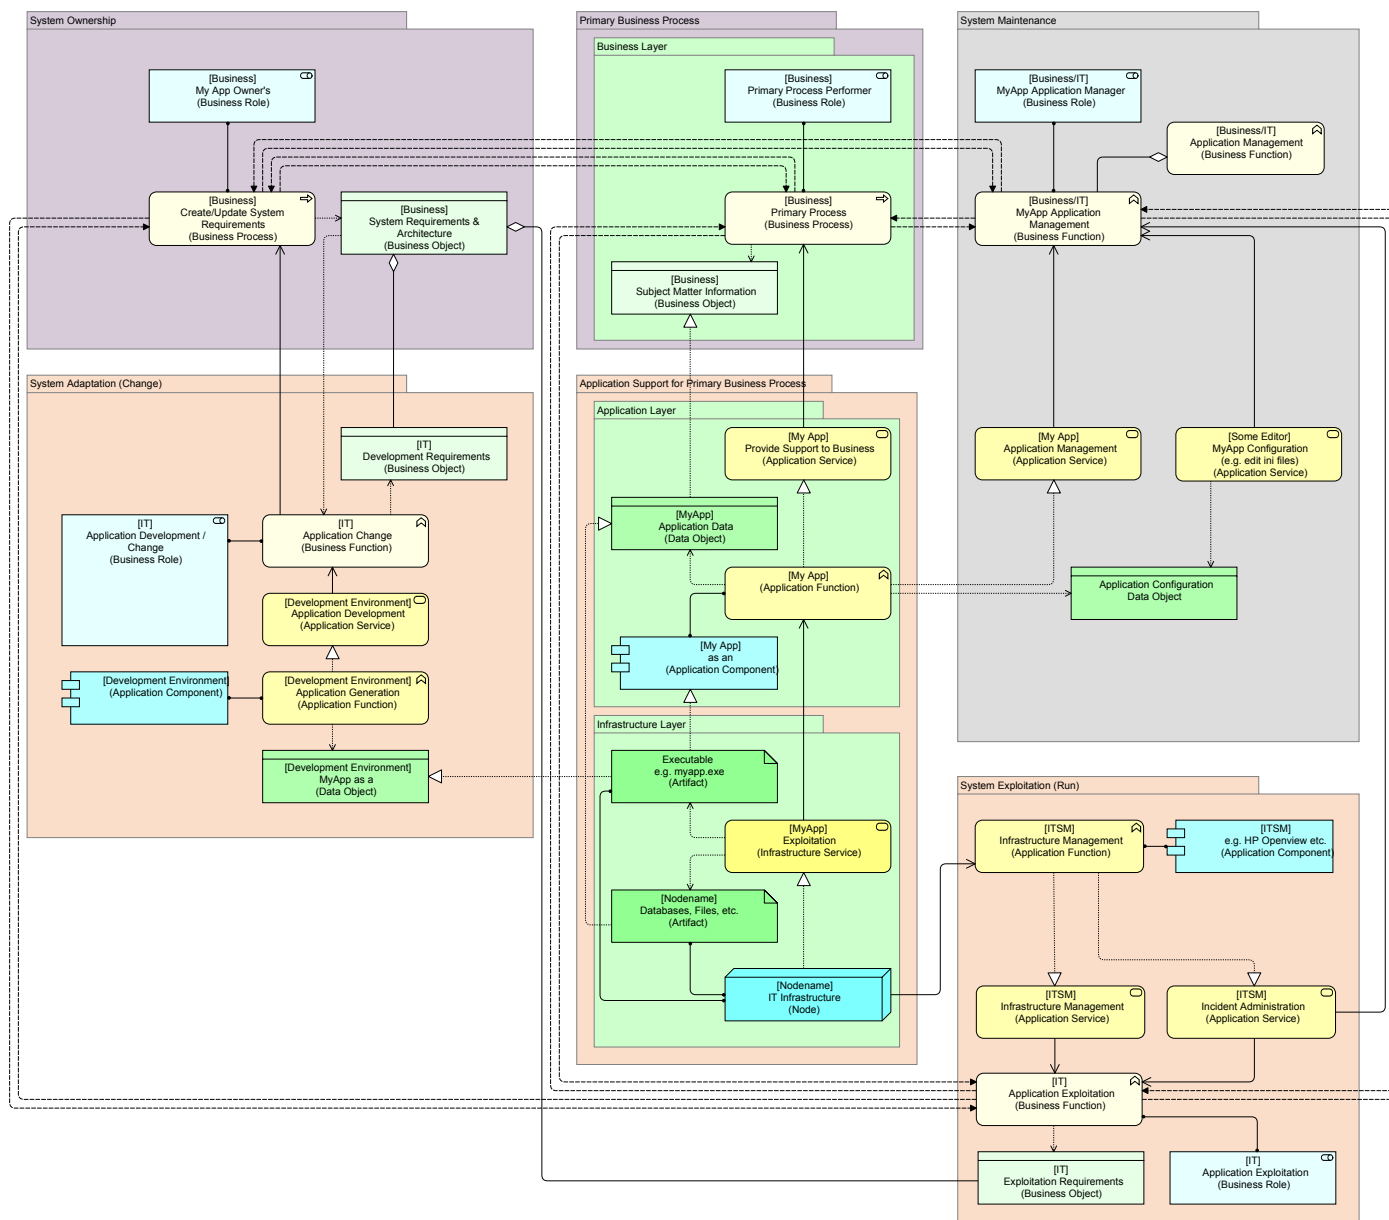 System Ownership
[Business]
My App Owner's
(Business Role)
[Business]
Create/Update System
Requirements
(Business Process)
[Business]
System Requirements &
Architecture
(Business Object)
Primary Business Process
Business Layer
[Business]
Primary Process Performer
(Business Role)
[Business]
Primary Process
(Business Process)
[Business]
Subject Matter Information
(Business Object)
System Maintenance
[Business/IT]
MyApp Application Manager
(Business Role)
[Business/IT]
Application Management
(Business Function)
[Business/IT]
MyApp Application
Management
(Business Function)
[My App]
Application Management
(Application Service)
[Some Editor]
MyApp Configuration
(e.g. edit ini files)
(Application Service)
Application Configuration
Data Object
System Adaptation (Change)
[IT]
Development Requirements
(Business Object)
[IT]
Application Development /
Change
(Business Role)
[IT]
Application Change
(Business Function)
[Development Environment]
Application Development
(Application Service)
[Development Environment]
(Application Component)
[Development Environment]
Application Generation
(Application Function)
[Development Environment]
MyApp as a
(Data Object)
Application Support for Primary Business Process
Application Layer
[My App]
Provide Support to Business
(Application Service)
[MyApp]
Application Data
(Data Object)
[My App]
(Application Function)
[My App]
as an
(Application Component)
Infrastructure Layer
Executable
e.g. myapp.exe
(Artifact)
[MyApp]
Exploitation
(Infrastructure Service)
[Nodename]
Databases, Files, etc.
(Artifact)
[Nodename]
IT Infrastructure
(Node)
System Exploitation (Run)
[ITSM]
Infrastructure Management
(Application Function)
[ITSM]
e.g. HP Openview etc.
(Application Component)
[ITSM]
Infrastructure Management
(Application Service)
[ITSM]
Incident Administration
(Application Service)
[IT]
Application Exploitation
(Business Function)
[IT]
Exploitation Requirements
(Business Object)
[IT]
Application Exploitation
(Business Role)